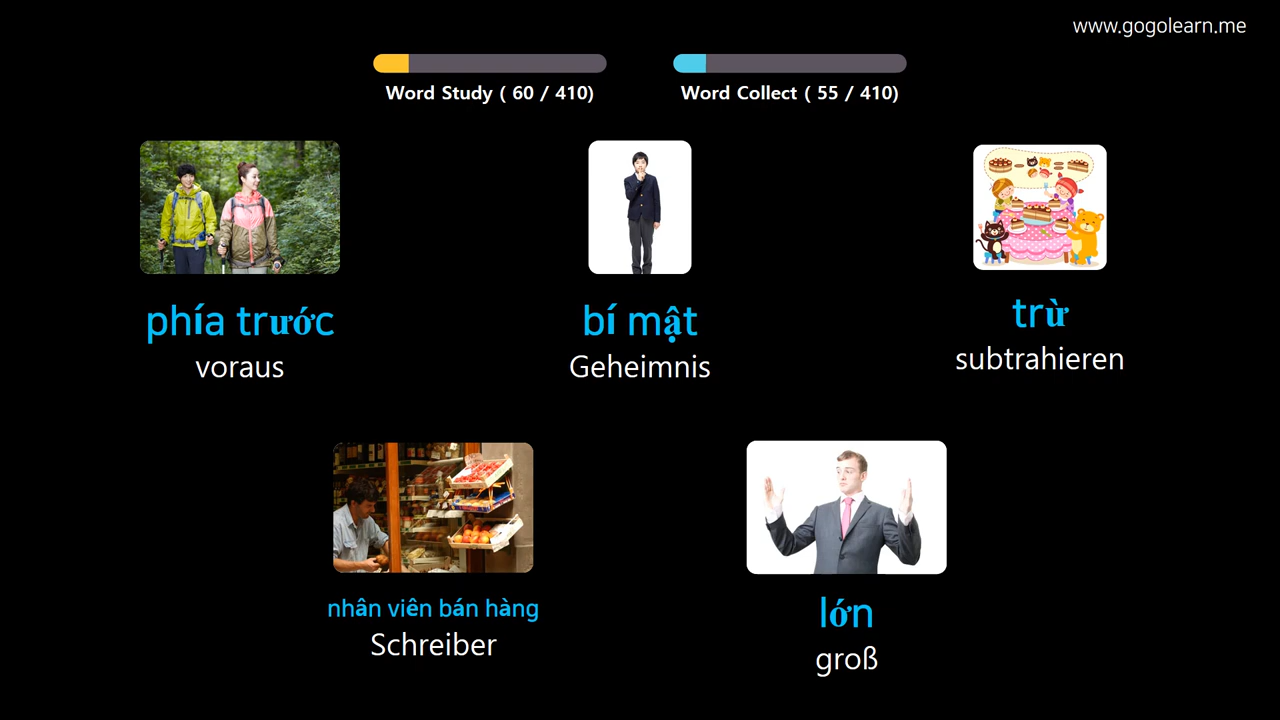 www.gogolearn.me
Word Study ( 60 / 410)
Word Collect ( 55 / 410)
phía trước
voraus
bí mật
Geheimnis
trừ
subtrahieren
nhân viên bán hàng
Schreiber
lớn
groß